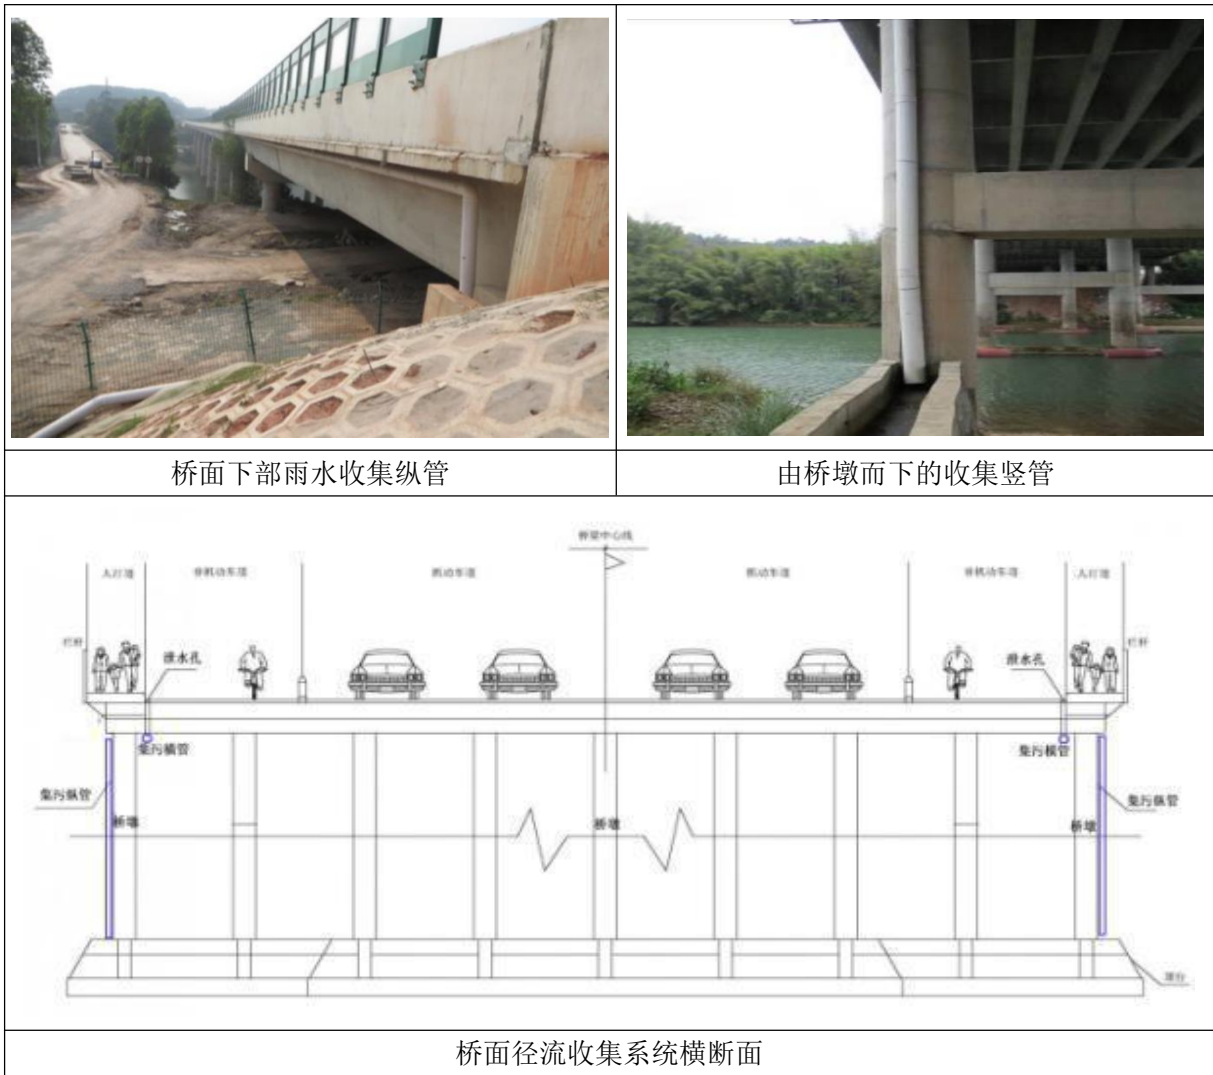 桥面下部雨水收集纵管
由桥墩而下的收集竖管
桥梁中心线
人行道
非机动车道
机动车道
机动车道
非机动车道
人行道
栏杆
泄水孔
泄水孔
栏杆
集污横管
集污横管
集污纵管
集污纵管
桥墩
桥墩
桥墩
承台
桥面径流收集系统横断面